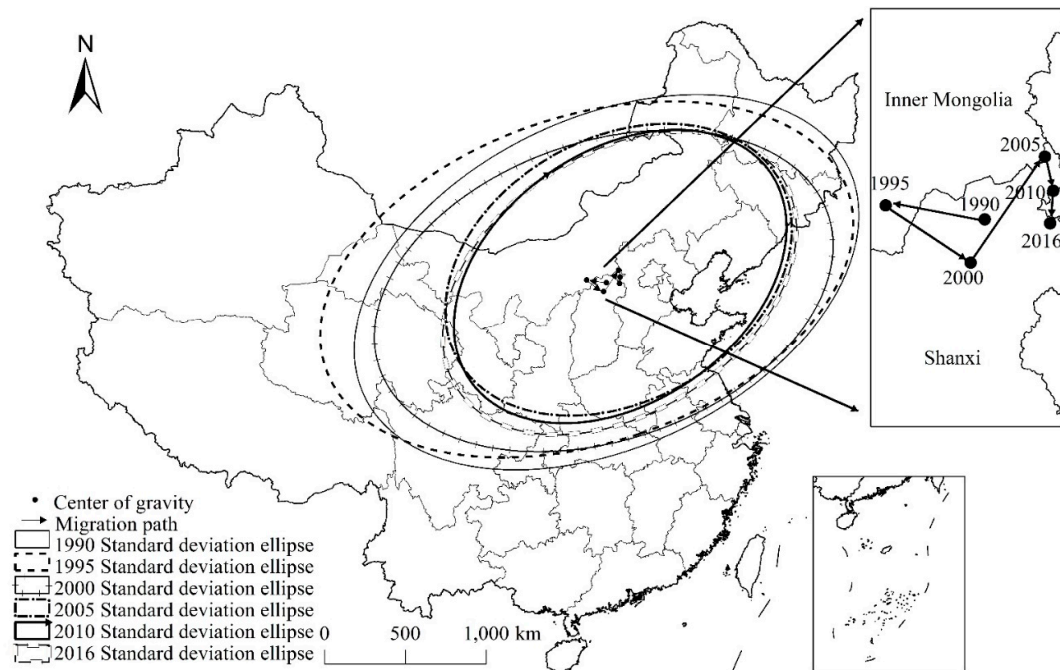 N
Inner Mongolia
2005
1995
1990
2010
2016
2000
Shanxi
Center of gravity
Migration path
1990 Standard deviation ellipse
1995 Standard deviation ellipse
2000 Standard deviation ellipse
2005 Standard deviation ellipse
2010 Standard deviation ellipse
2016 Standard deviation ellipse
0 500 1,000 km